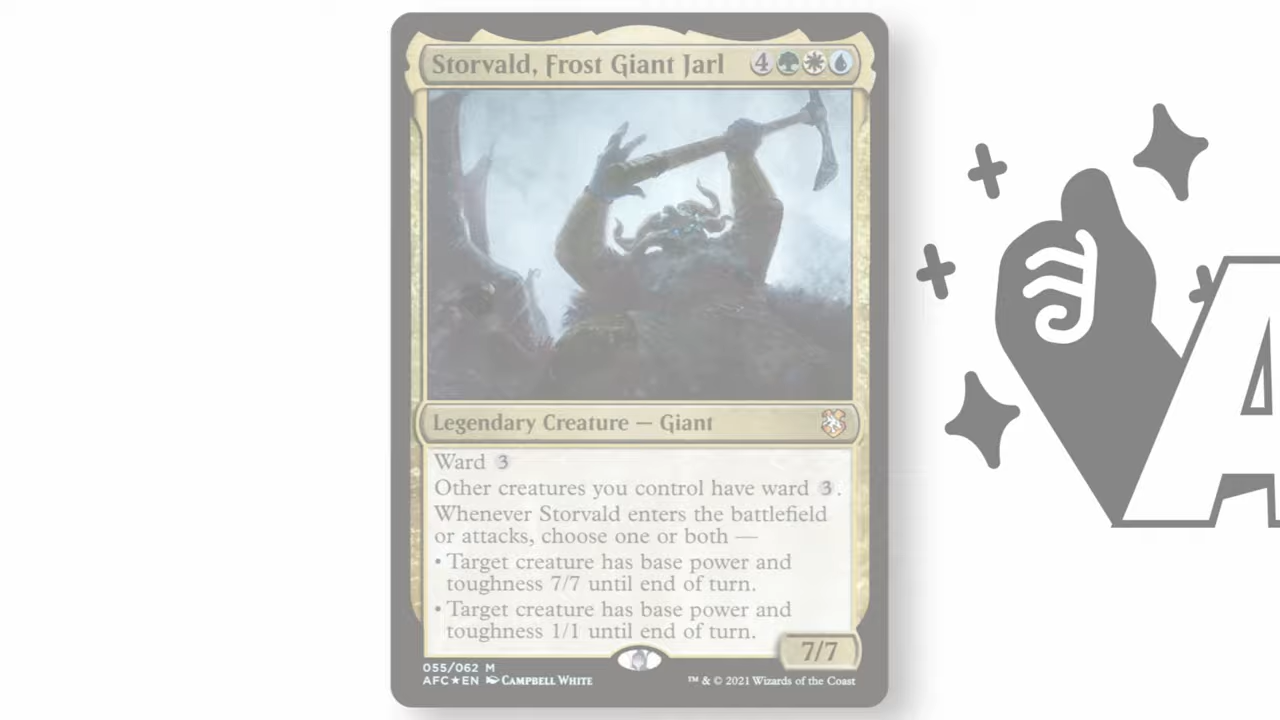 Storvald, Frost Giant Jarl 4
Legendary Creature — Giant
Ward 3
Other creatures you control have ward 3.
Whenever Storvald enters the battlefield
or attacks, choose one or both —
• Target creature has base power and
toughness 7/7 until end of turn.
• Target creature has base power and
toughness 1/1 until end of turn.
7/7
055/062 M
AFC★EN CAMPBELL WHITE
™ & © 2021 Wizards of the Coast
A